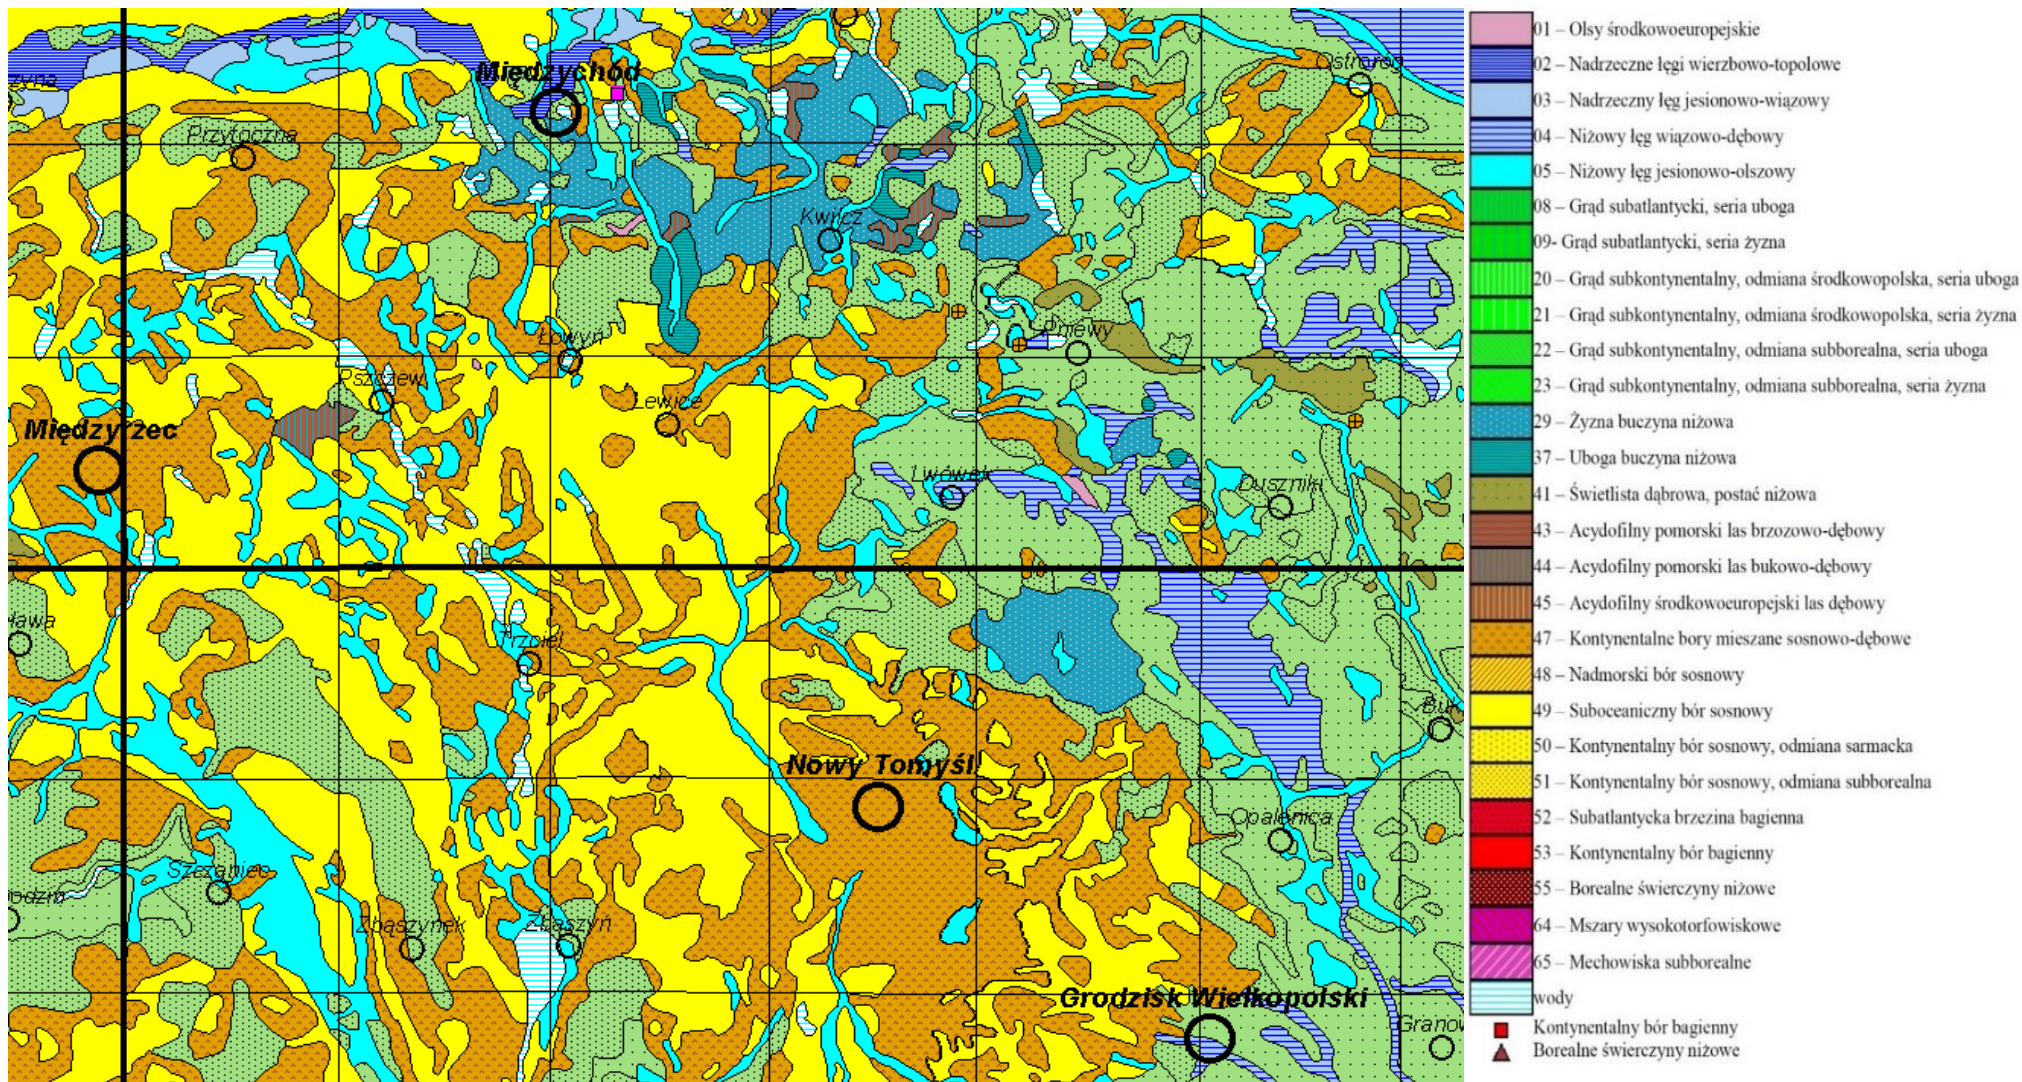 Międzychód
Ostroróg
Przytoczna
Kwilcz
Łowyń
Pniewy
Pszczew
Lewice
Międzyrzec
Lwówek
Duszniki
Trzciel
Buk
Nowy Tomyśl
Opalenica
Szczaniec
Zbąszynek
Zbąszyń
Grodzisk Wielkopolski
Granow
01 – Olsy środkowoeuropejskie
02 – Nadrzeczne łęgi wierzbowo-topolowe
03 – Nadrzeczny łęg jesionowo-wiązowy
04 – Niżowy łęg wiązowo-dębowy
05 – Niżowy łęg jesionowo-olszowy
08 – Grąd subatlantycki, seria uboga
09- Grąd subatlantycki, seria żyzna
20 – Grąd subkontynentalny, odmiana środkowopolska, seria uboga
21 – Grąd subkontynentalny, odmiana środkowopolska, seria żyzna
22 – Grąd subkontynentalny, odmiana subborealna, seria uboga
23 – Grąd subkontynentalny, odmiana subborealna, seria żyzna
29 – Żyzna buczyna niżowa
37 – Uboga buczyna niżowa
41 – Świetlista dąbrowa, postać niżowa
43 – Acydofilny pomorski las brzozowo-dębowy
44 – Acydofilny pomorski las bukowo-dębowy
45 – Acydofilny środkowoeuropejski las dębowy
47 – Kontynentalne bory mieszane sosnowo-dębowe
48 – Nadmorski bór sosnowy
49 – Suboceaniczny bór sosnowy
50 – Kontynentalny bór sosnowy, odmiana sarmacka
51 – Kontynentalny bór sosnowy, odmiana subborealna
52 – Subatlantycka brzezina bagienna
53 – Kontynentalny bór bagienny
55 – Borealne świerczyny niżowe
64 – Mszary wysokotorfowiskowe
65 – Mechowiska subborealne
wody
Kontynentalny bór bagienny
Borealne świerczyny niżowe